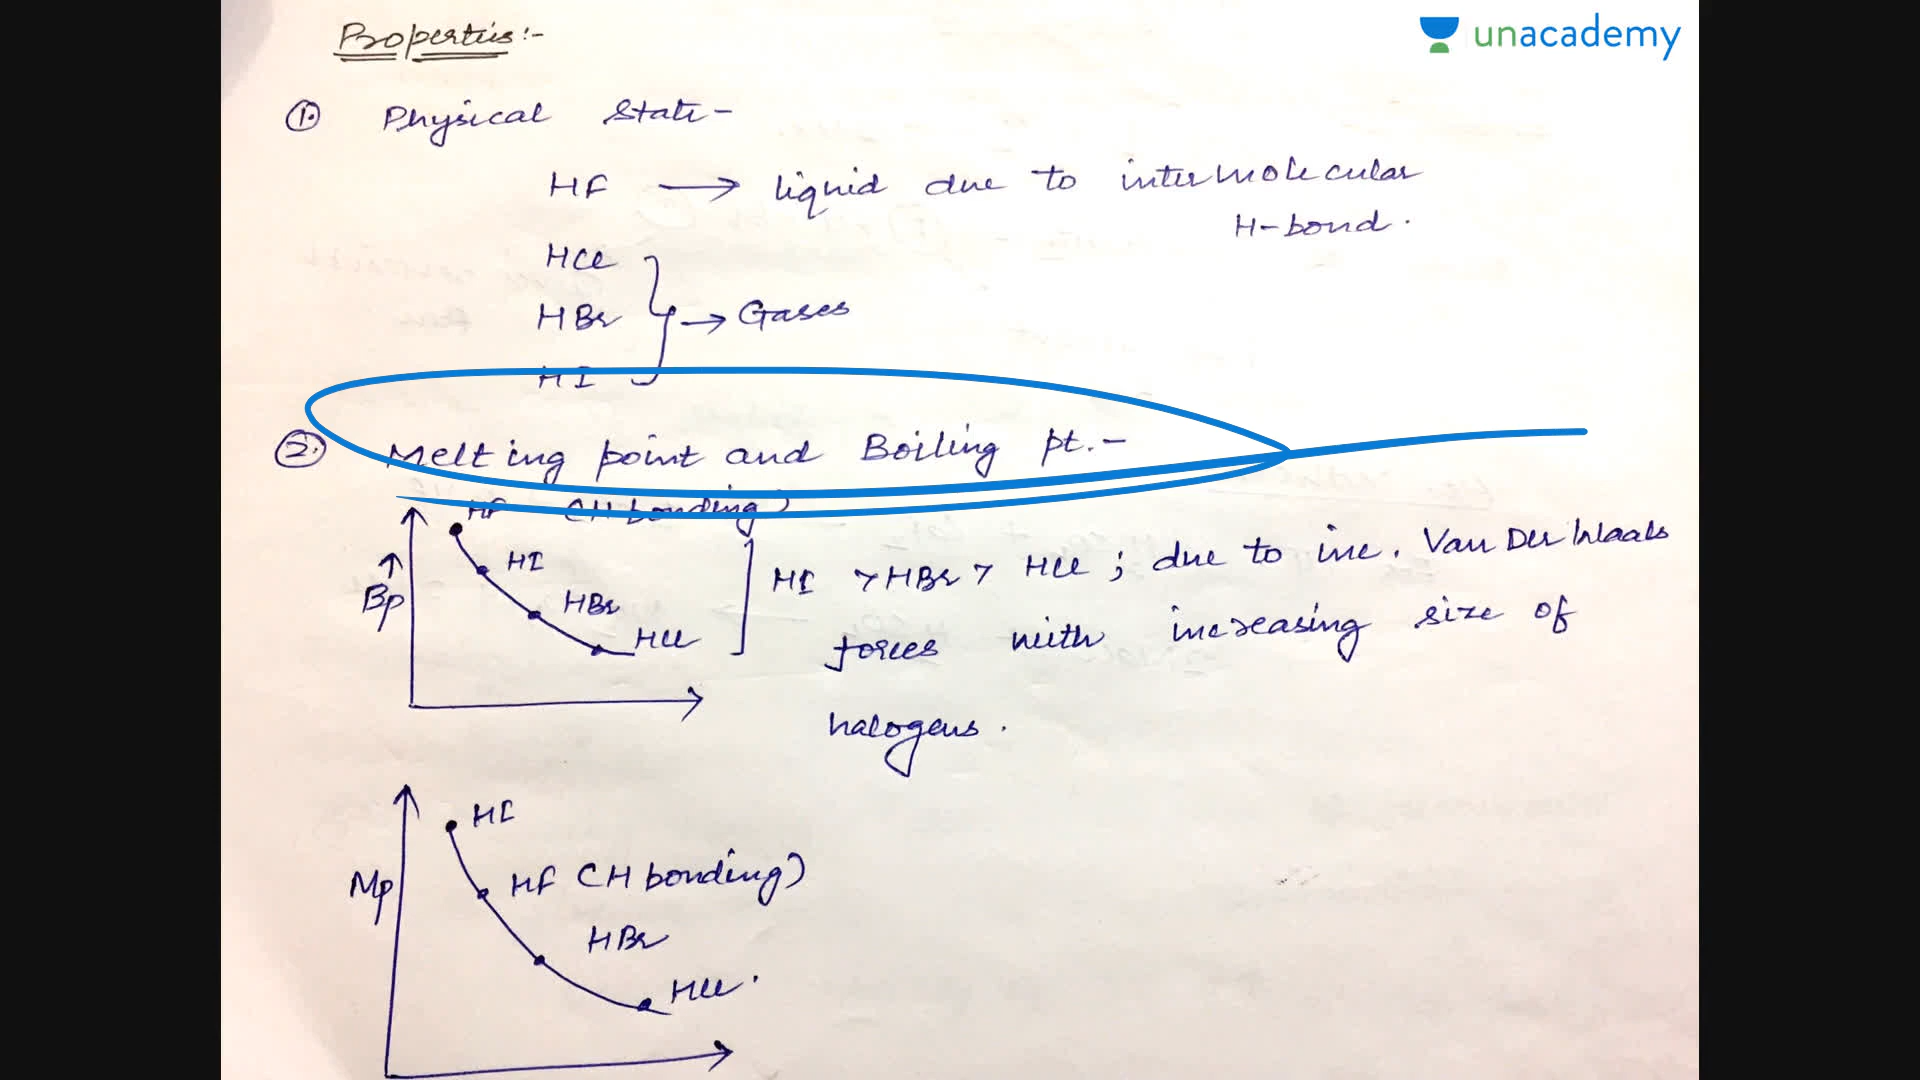 Properties:-
unacademy
1. Physical State-
HF → liquid due to intermolecular
H-bond.
HCl
HBr → Gases
HI
2. Melting point and Boiling pt.-
HF (H bonding)
HI
HBr
HCl
Bp
HI > HBr > HCl ; due to inc. Van Der Waals
forces with increasing size of
halogens.
HI
HF (H bonding)
HBr
HCl.
Mp